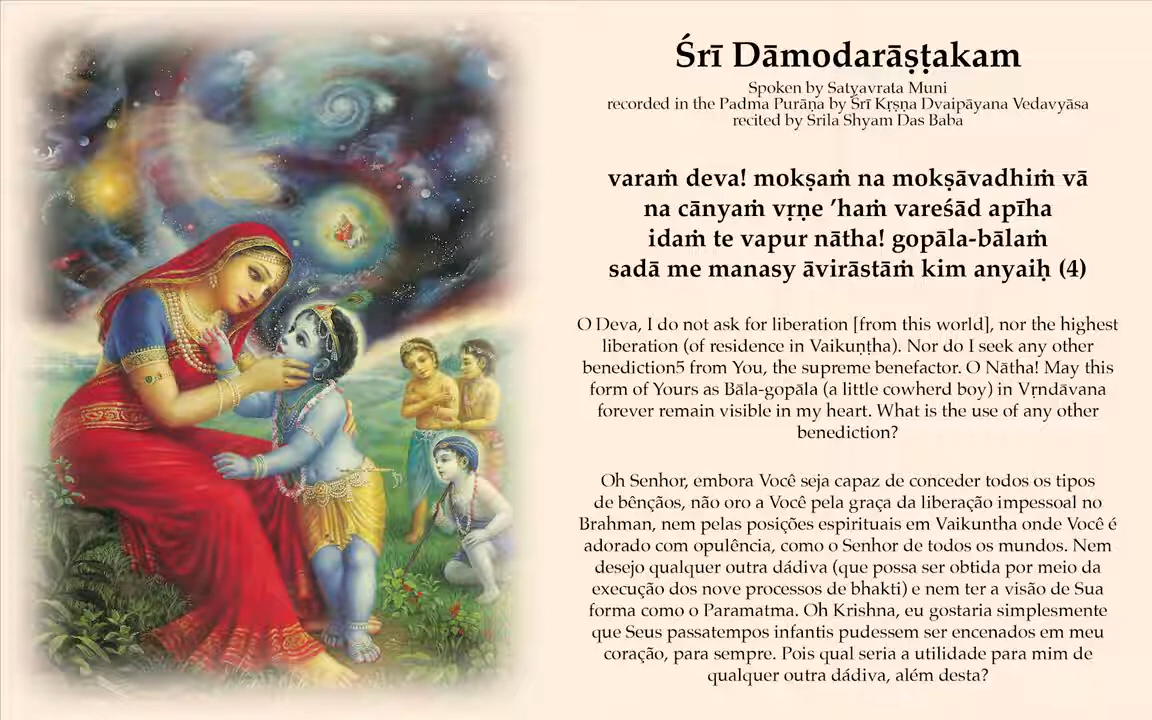 Śrī Dāmodarāṣṭakam
Spoken by Satyavrata Muni
recorded in the Padma Purāṇa by Śrī Kṛṣṇa Dvaipāyana Vedavyāsa
recited by Srila Shyam Das Baba
varaṁ deva! mokṣaṁ na mokṣāvadhiṁ vā
na cānyaṁ vṛṇe ’haṁ vareśād apīha
idaṁ te vapur nātha! gopāla-bālaṁ
sadā me manasy āvirāstāṁ kim anyaiḥ (4)
O Deva, I do not ask for liberation [from this world], nor the highest
liberation (of residence in Vaikuṇṭha). Nor do I seek any other
benediction5 from You, the supreme benefactor. O Nātha! May this
form of Yours as Bāla-gopāla (a little cowherd boy) in Vṛndāvana
forever remain visible in my heart. What is the use of any other
benediction?
Oh Senhor, embora Você seja capaz de conceder todos os tipos
de bênçãos, não oro a Você pela graça da liberação impessoal no
Brahman, nem pelas posições espirituais em Vaikuntha onde Você é
adorado com opulência, como o Senhor de todos os mundos. Nem
desejo qualquer outra dádiva (que possa ser obtida por meio da
execução dos nove processos de bhakti) e nem ter a visão de Sua
forma como o Paramatma. Oh Krishna, eu gostaria simplesmente
que Seus passatempos infantis pudessem ser encenados em meu
coração, para sempre. Pois qual seria a utilidade para mim de
qualquer outra dádiva, além desta?